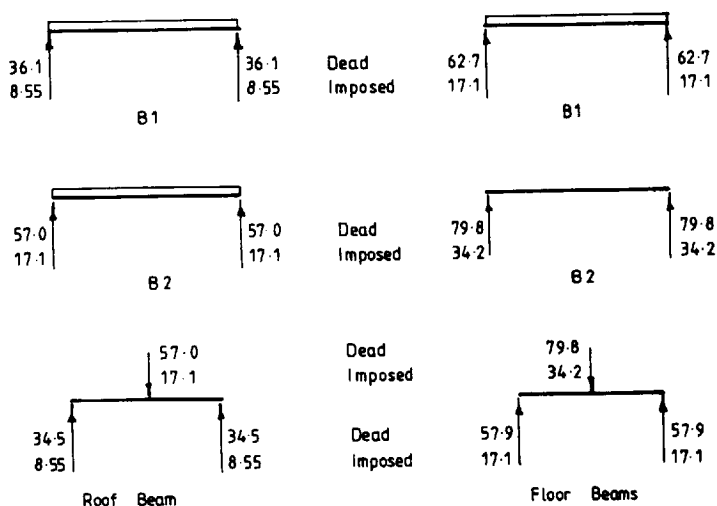 36·1 36·1 Dead 62·7 62·7
8·55 8·55 Imposed 17·1 17·1
B1 B1
57·0 57·0 Dead 79·8 79·8
17·1 17·1 Imposed 34·2 34·2
B2 B2
57·0 Dead 79·8
17·1 Imposed 34·2
34·5 34·5 Dead 57·9 57·9
8·55 8·55 Imposed 17·1 17·1
Roof Beam Floor Beams